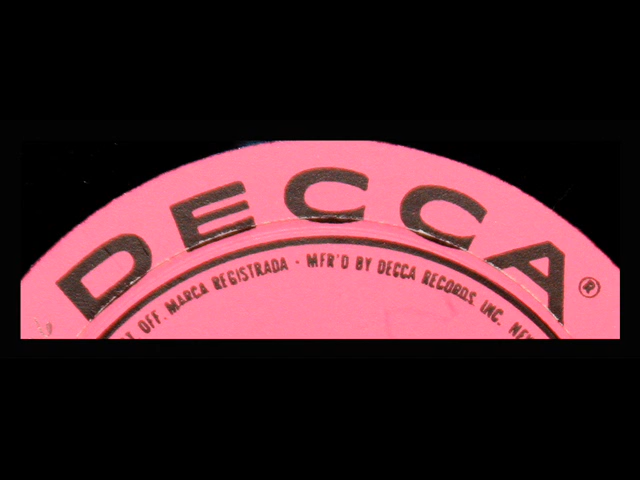 DECCA®
OFF. MARCA REGISTRADA · MFR'D BY DECCA RECORDS, INC.